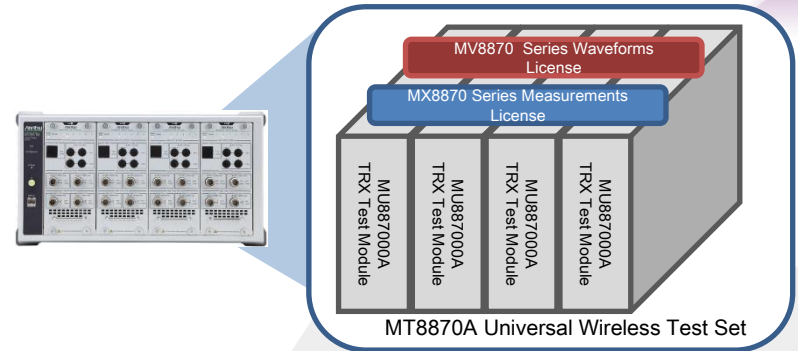 MV8870 Series Waveforms
License
MX8870 Series Measurements
License
Anritsu
MU887000A
TRX Test Module
MU887000A
TRX Test Module
MU887000A
TRX Test Module
MU887000A
TRX Test Module
MT8870A Universal Wireless Test Set